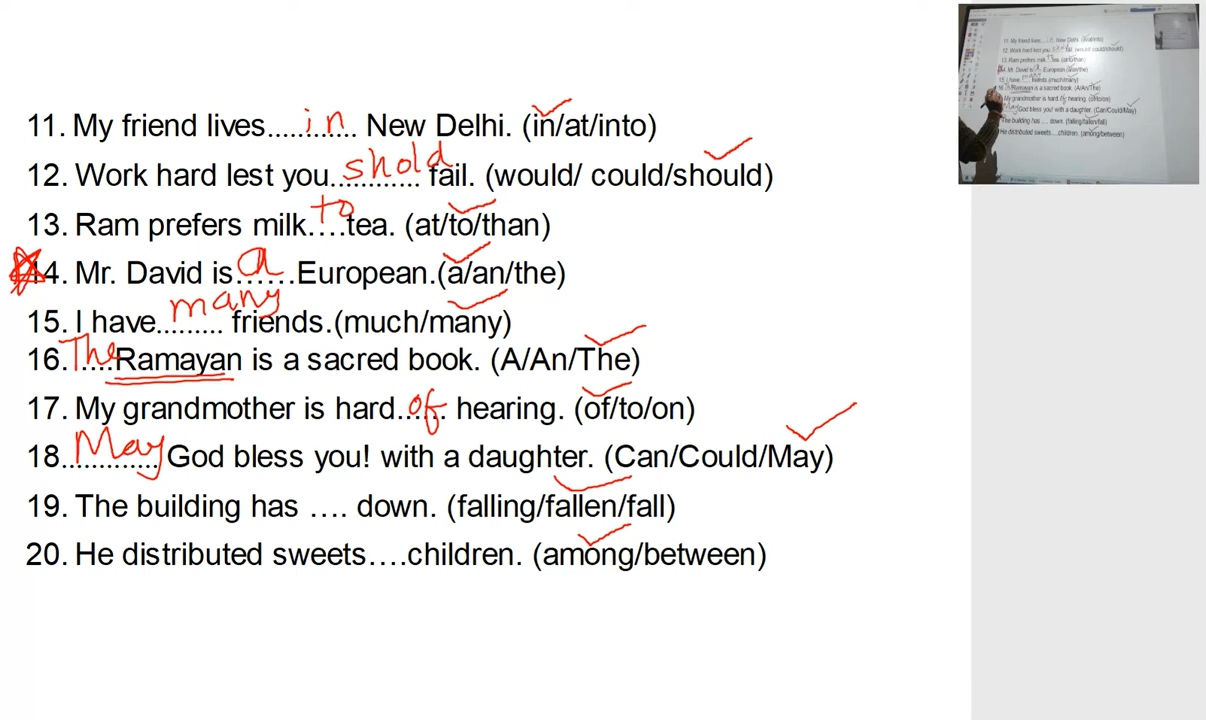 11. My friend lives....in.... New Delhi. (in/at/into)
12. Work hard lest you....shold.... fail. (would/ could/should)
13. Ram prefers milk..to..tea. (at/to/than)
14. Mr. David is...a...European.(a/an/the)
15. I have....many.... friends.(much/many)
16. The....Ramayan is a sacred book. (A/An/The)
17. My grandmother is hard..of.. hearing. (of/to/on)
18. ....May.... God bless you! with a daughter. (Can/Could/May)
19. The building has .... down. (falling/fallen/fall)
20. He distributed sweets....children. (among/between)